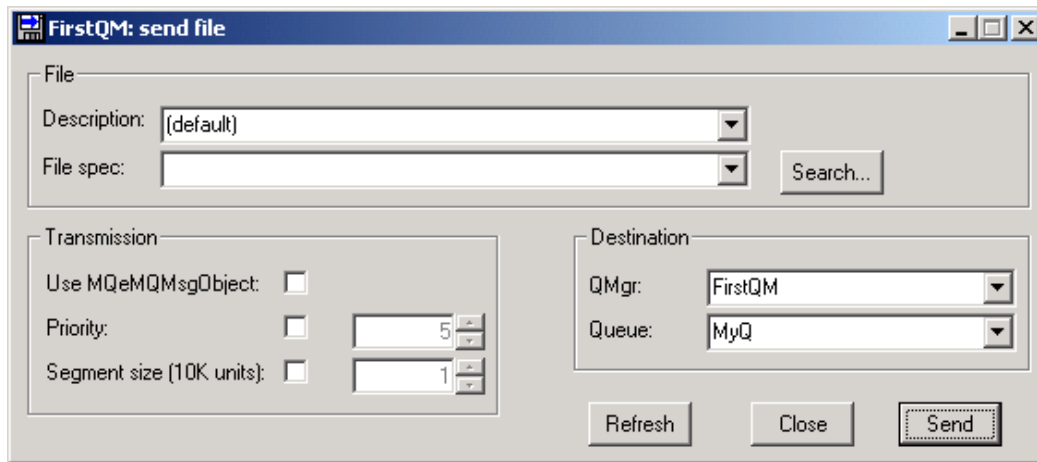 FirstQM: send file
File
Description: (default)
File spec:
Search...
Transmission
Use MQeMQMsgObject:
Priority: 5
Segment size (10K units): 1
Destination
QMgr: FirstQM
Queue: MyQ
Refresh Close Send